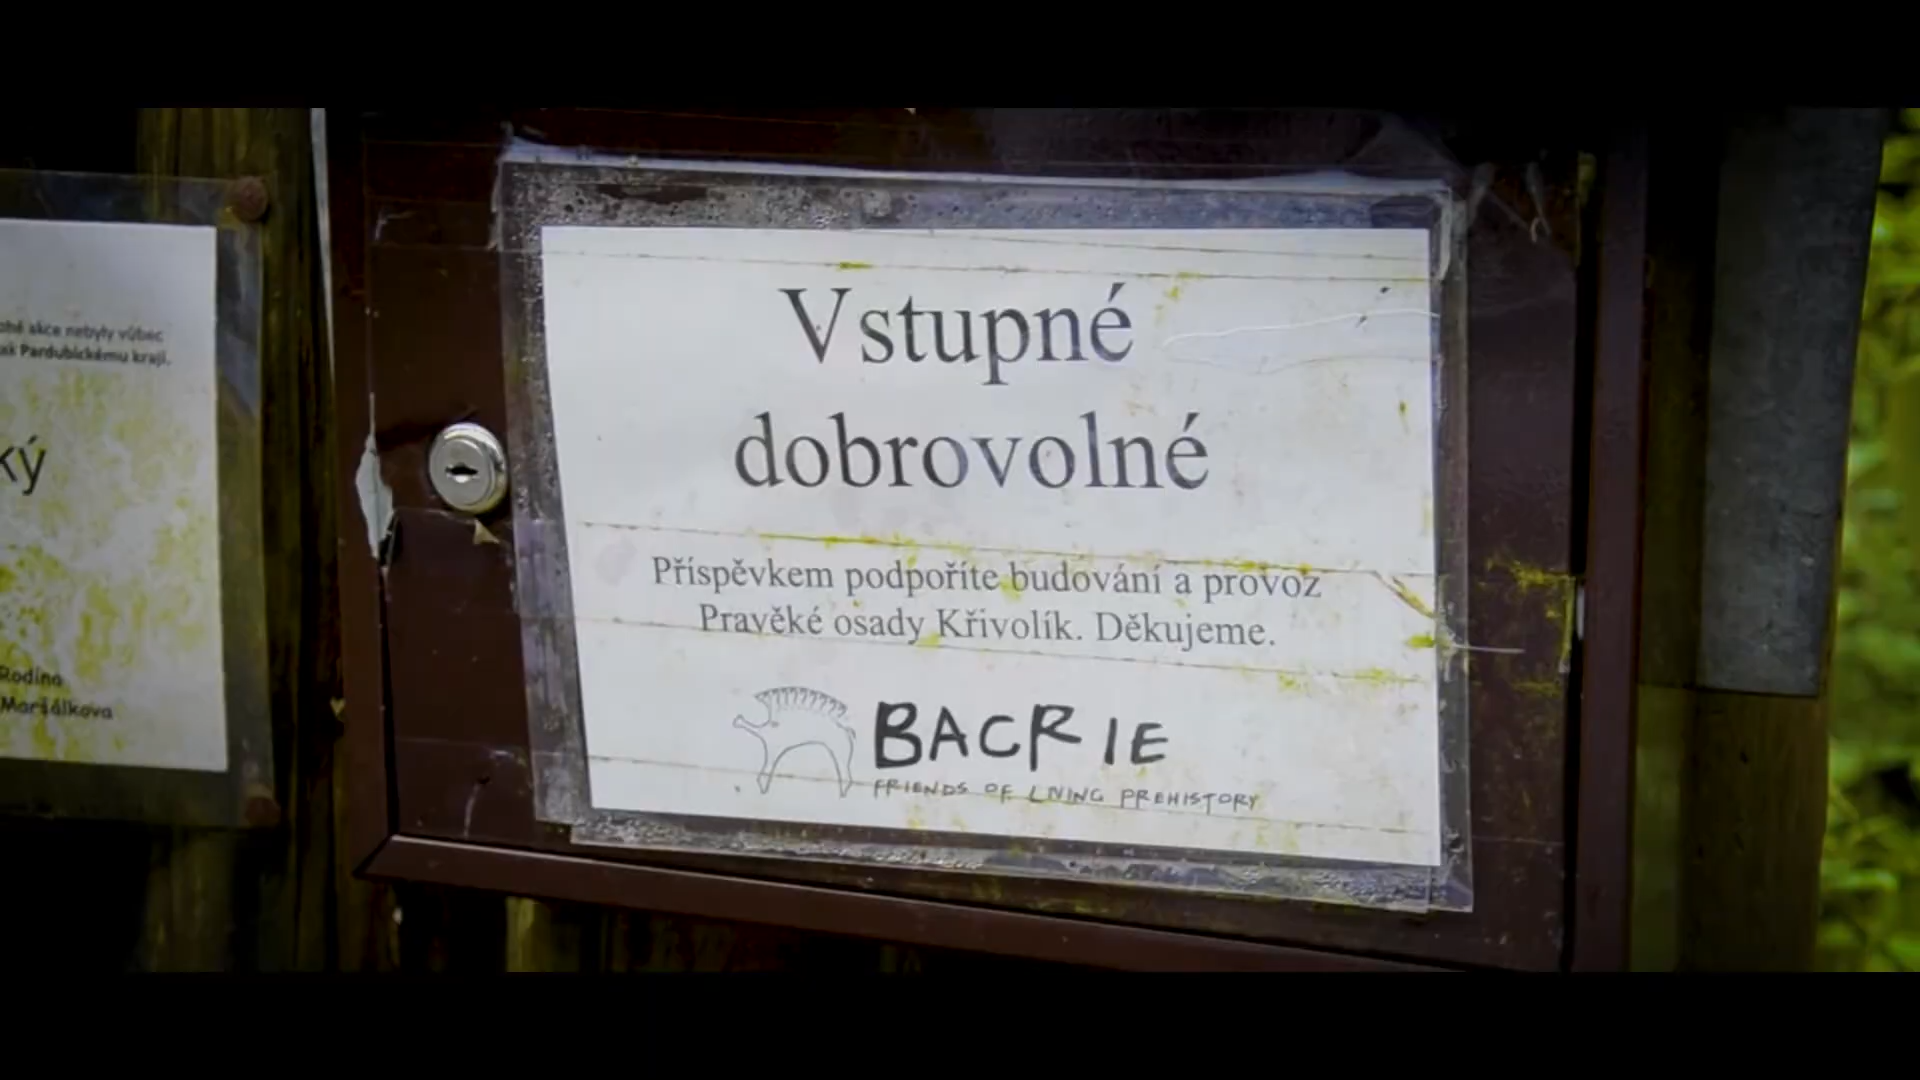 akce nebyly vůbec
Pardubickému kraji.
ký
Rodina
Maršálkova
Vstupné
dobrovolné
Příspěvkem podpoříte budování a provoz
Pravěké osady Křivolík. Děkujeme.
BACRIE
FRIENDS OF LIVING PREHISTORY